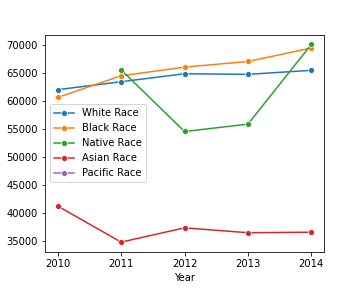 70000
65000
60000
55000
50000
45000
40000
35000
White Race
Black Race
Native Race
Asian Race
Pacific Race
2010 2011 2012 2013 2014
Year